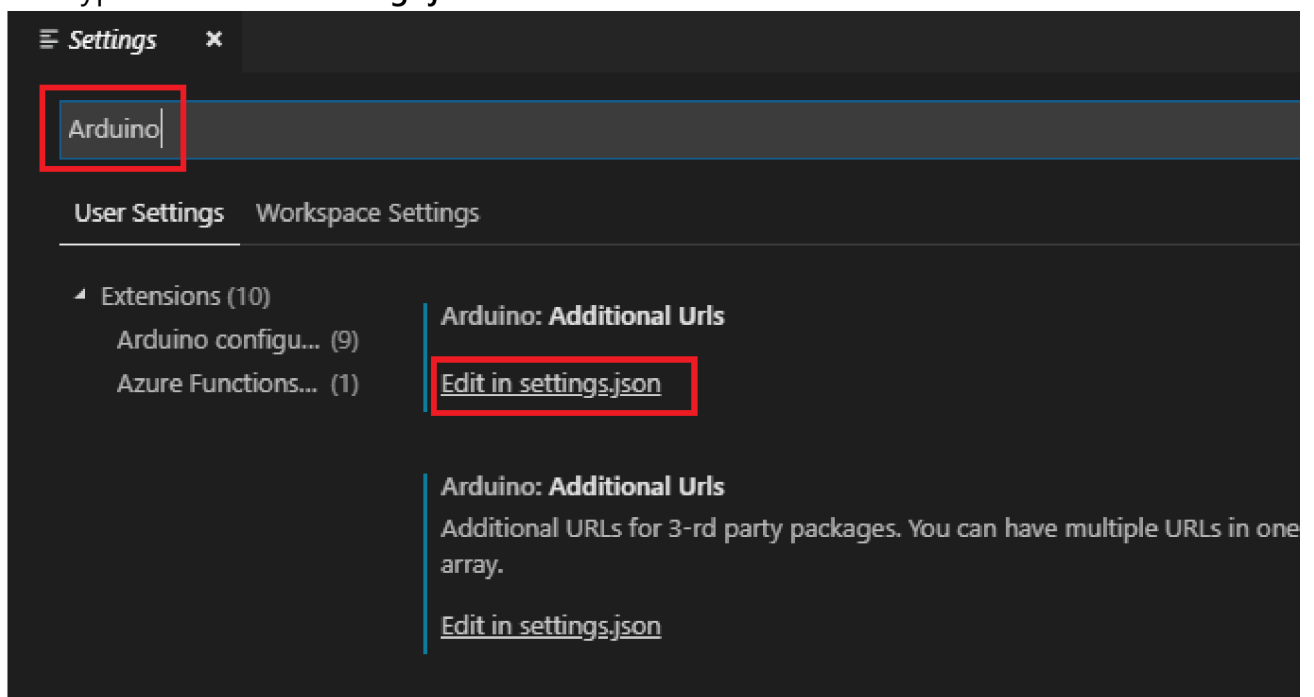 Settings
Arduino
User Settings Workspace Settings
Extensions (10)
Arduino configu... (9)
Azure Functions... (1)
Arduino: Additional Urls
Edit in settings.json
Arduino: Additional Urls
Additional URLs for 3-rd party packages. You can have multiple URLs in one
array.
Edit in settings.json